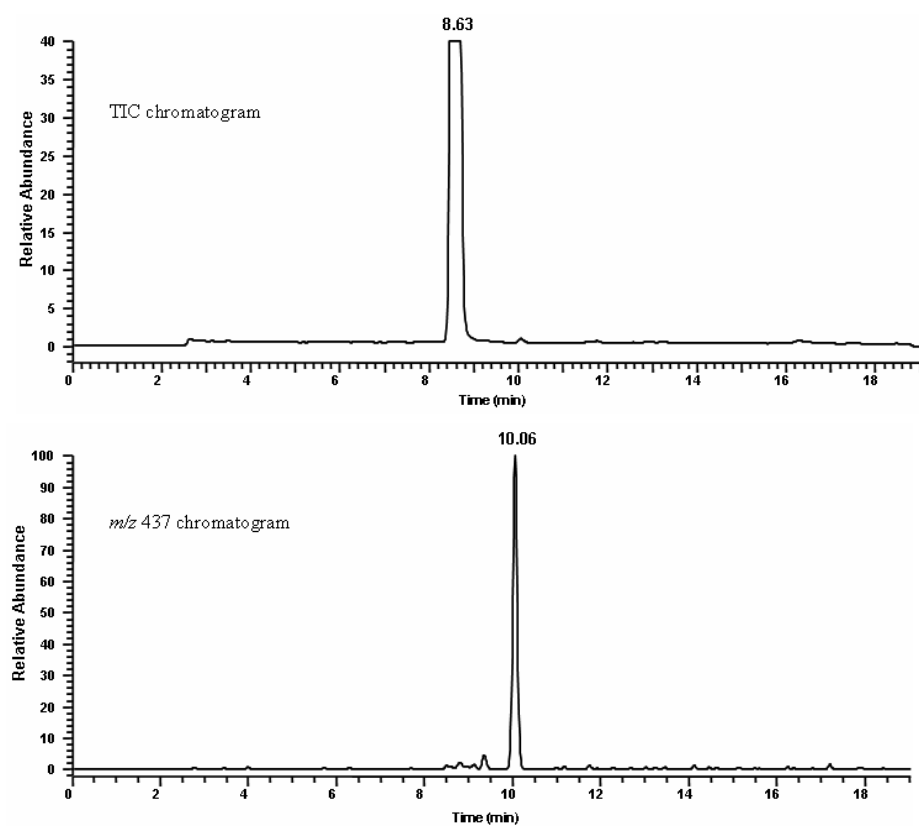 8.63
40
35
30
25
20
15
10
5
0
Relative Abundance
TIC chromatogram
0 2 4 6 8 10 12 14 16 18
Time (min)
10.06
100
90
80
70
60
50
40
30
20
10
0
Relative Abundance
m/z 437 chromatogram
0 2 4 6 8 10 12 14 16 18
Time (min)